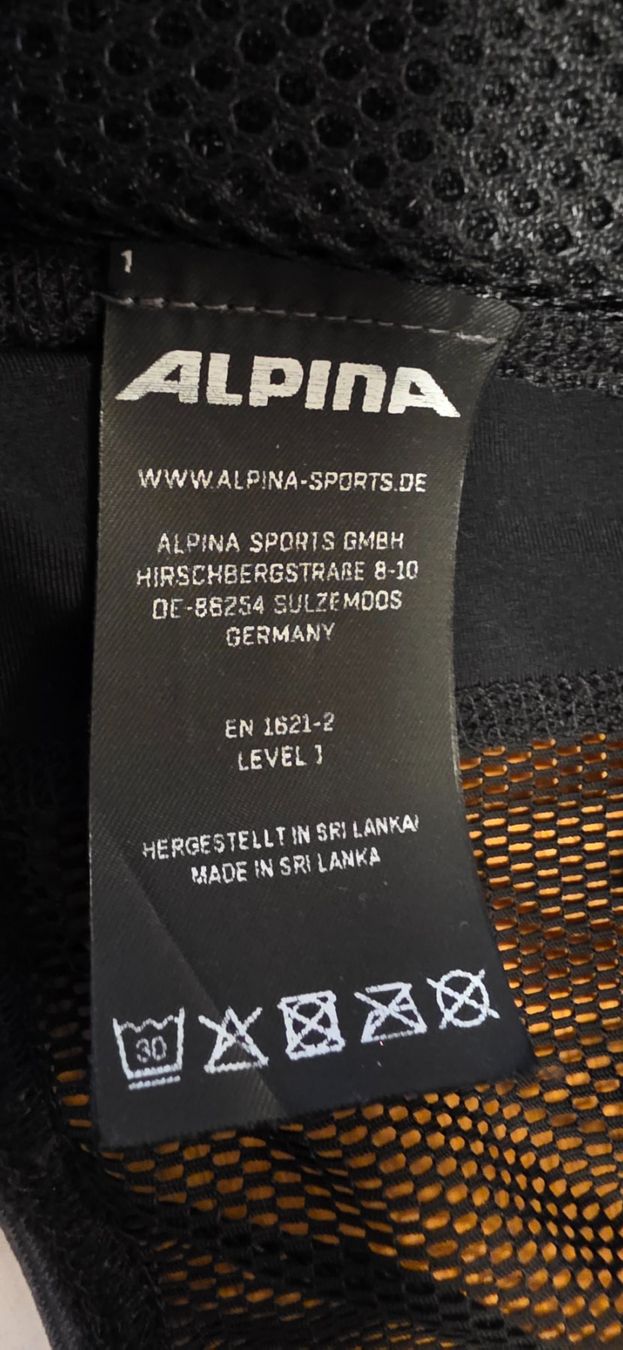 1
ALPINA
WWW.ALPINA-SPORTS.DE
ALPINA SPORTS GMBH
HIRSCHBERGSTRAßE 8-10
DE-86254 SULZEMOOS
GERMANY
EN 1621-2
LEVEL 1
HERGESTELLT IN SRI LANKA/
MADE IN SRI LANKA
30